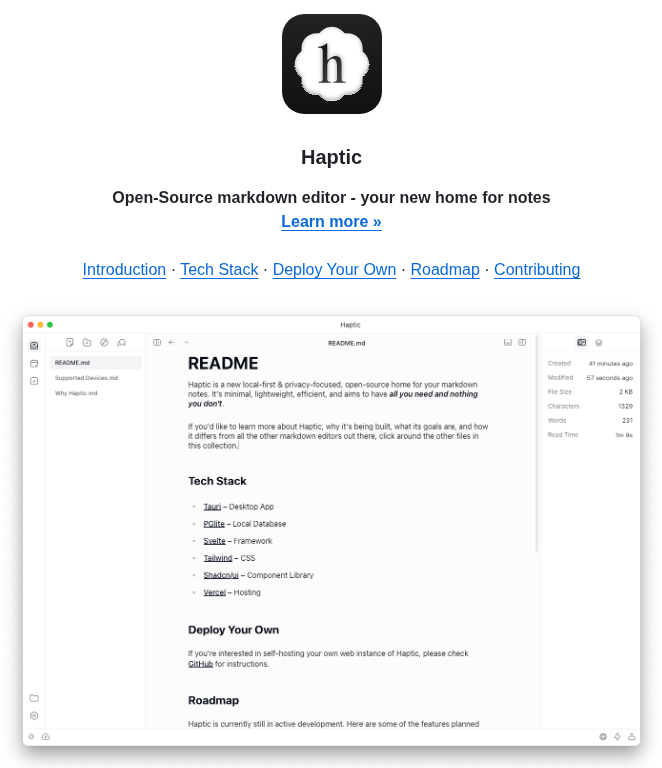 h
Haptic
Open-Source markdown editor - your new home for notes
Learn more »
Introduction · Tech Stack · Deploy Your Own · Roadmap · Contributing
Haptic
README.md
Supported Devices.md
Why Haptic.md
README.md
README
Haptic is a new local-first & privacy-focused, open-source home for your markdown
notes. It's minimal, lightweight, efficient, and aims to have all you need and nothing
you don't.
If you'd like to learn more about Haptic, why it's being built, what its goals are, and how
it differs from all the other markdown editors out there, click around the other files in
this collection.
Tech Stack
Tauri – Desktop App
PGlite – Local Database
Svelte – Framework
Tailwind – CSS
Shadcn/ui – Component Library
Vercel – Hosting
Deploy Your Own
If you're interested in self-hosting your own web instance of Haptic, please check
GitHub for instructions.
Roadmap
Haptic is currently still in active development. Here are some of the features planned
Created 41 minutes ago
Modified 57 seconds ago
File Size 2 KB
Characters 1329
Words 231
Read Time 1m 9s